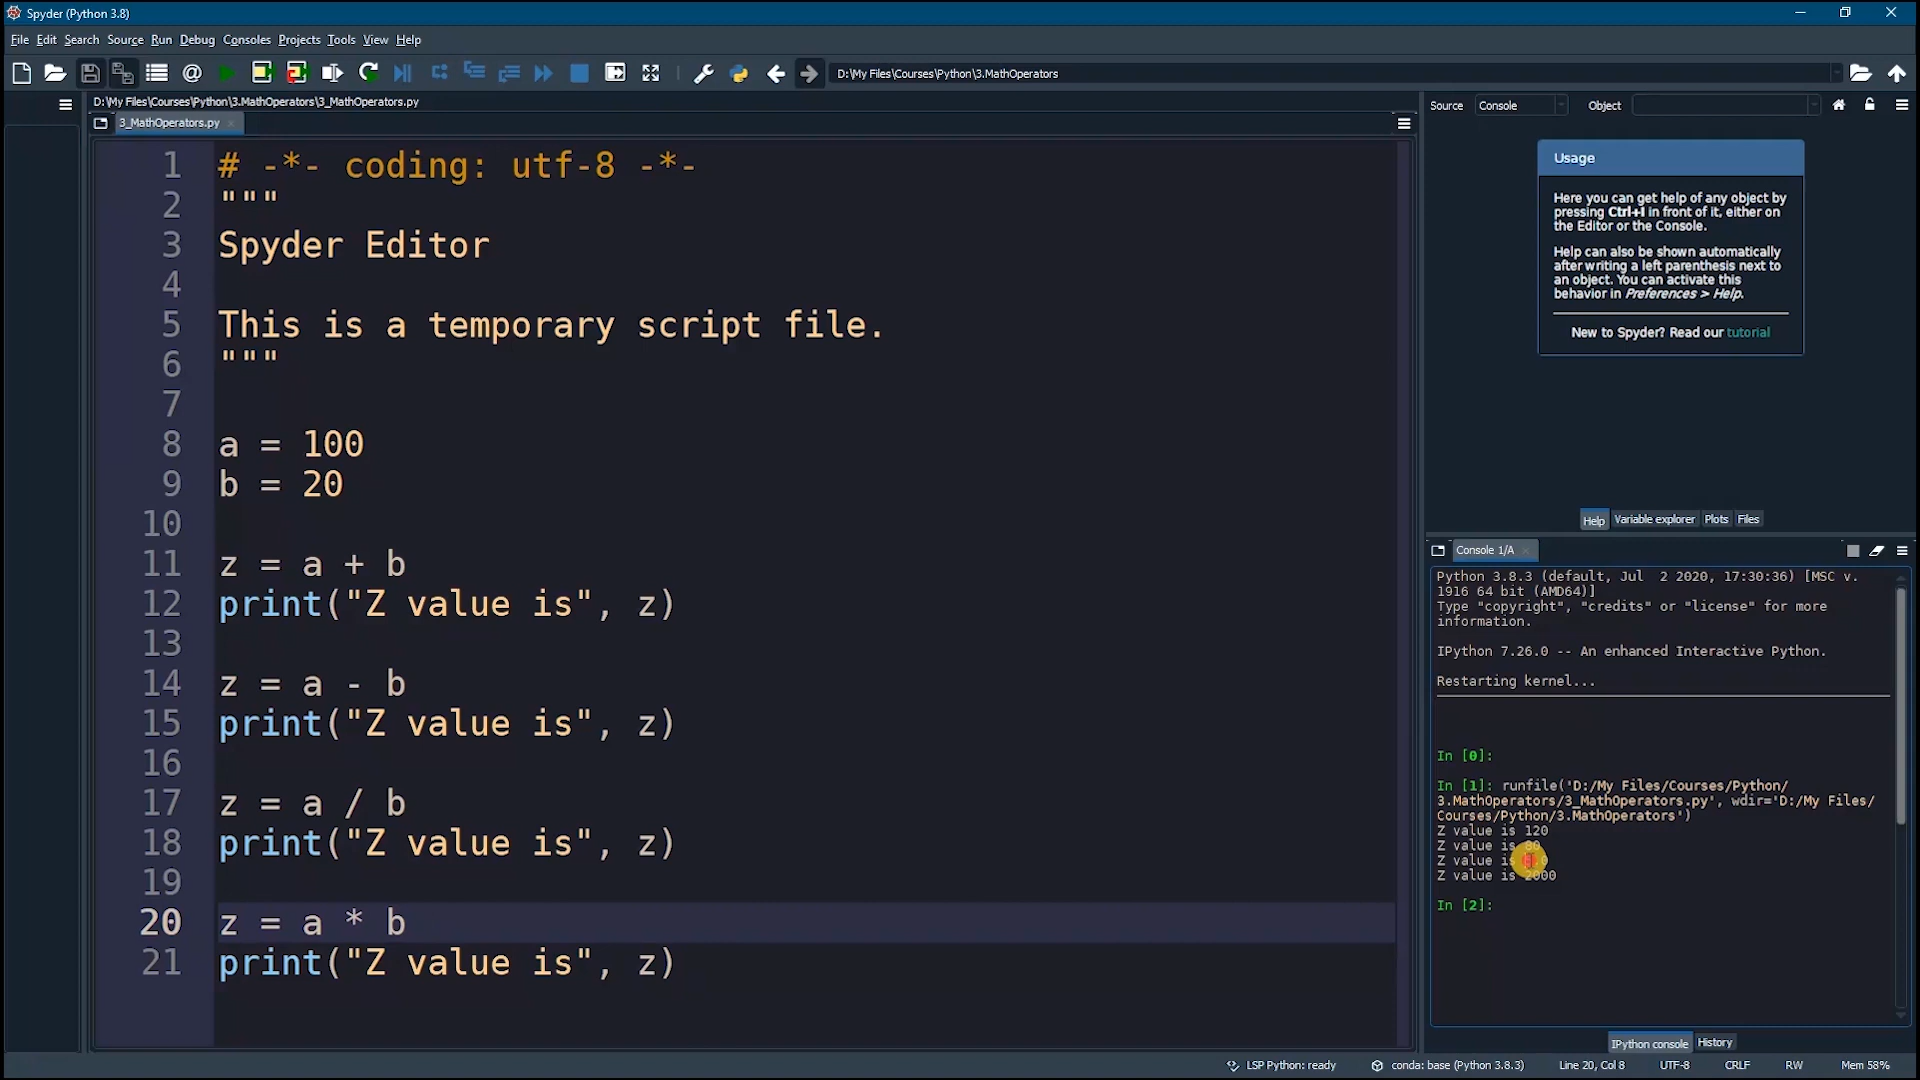 Spyder (Python 3.8)
File Edit Search Source Run Debug Consoles Projects Tools View Help
D:\My Files\Courses\Python\3.MathOperators
D:\My Files\Courses\Python\3.MathOperators\3_MathOperators.py
3_MathOperators.py
1 # -*- coding: utf-8 -*-
2 """
3 Spyder Editor
4
5 This is a temporary script file.
6 """
7
8 a = 100
9 b = 20
10
11 z = a + b
12 print("Z value is", z)
13
14 z = a - b
15 print("Z value is", z)
16
17 z = a / b
18 print("Z value is", z)
19
20 z = a * b
21 print("Z value is", z)
Source Console Object
Usage
Here you can get help of any object by
pressing Ctrl+I in front of it, either on
the Editor or the Console.
Help can also be shown automatically
after writing a left parenthesis next to
an object. You can activate this
behavior in Preferences > Help.
New to Spyder? Read our tutorial
Help Variable explorer Plots Files
Console 1/A
Python 3.8.3 (default, Jul  2 2020, 17:30:36) [MSC v.
1916 64 bit (AMD64)]
Type "copyright", "credits" or "license" for more
information.
IPython 7.26.0 -- An enhanced Interactive Python.
Restarting kernel...
In [0]:
In [1]: runfile('D:/My Files/Courses/Python/
3.MathOperators/3_MathOperators.py', wdir='D:/My Files/
Courses/Python/3.MathOperators')
Z value is 120
Z value is 80
Z value is
Z value is 2000
In [2]:
IPython console History
LSP Python: ready conda: base (Python 3.8.3) Line 20, Col 8 UTF-8 CRLF RW Mem 58%